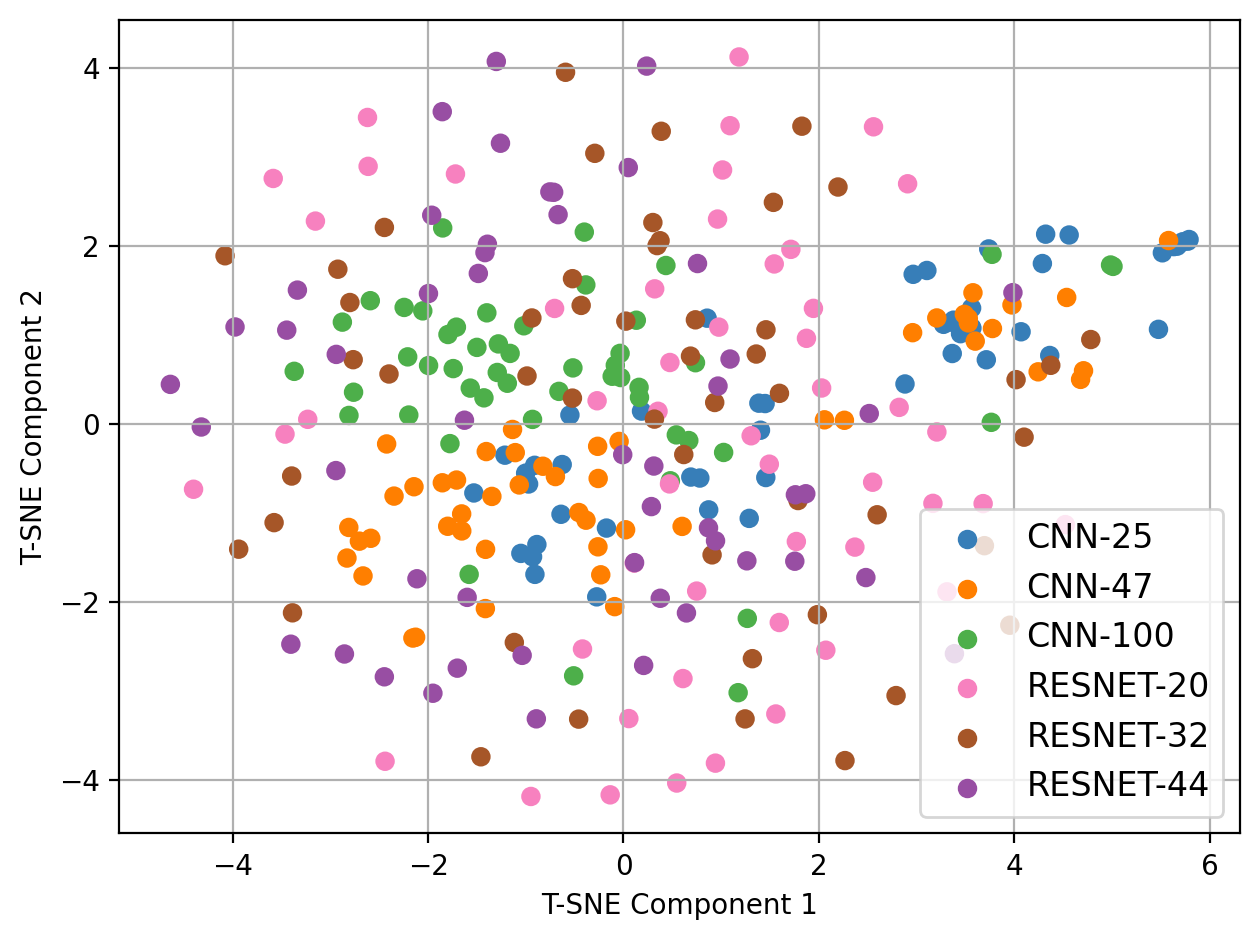 4
2
0
−2
−4
−4
−2
0
2
4
6
T-SNE Component 2
T-SNE Component 1
CNN-25
CNN-47
CNN-100
RESNET-20
RESNET-32
RESNET-44